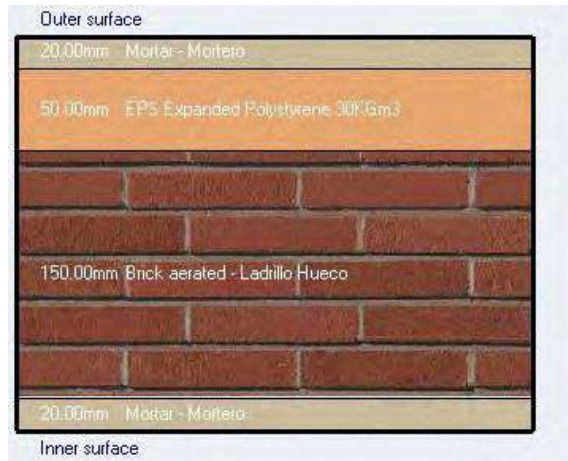 Outer surface
20.00mm Mortar - Mortero
50.00mm EPS Expanded Polystyrene 30KGm3
150.00mm Brick aerated - Ladrillo Hueco
20.00mm Mortar - Mortero
Inner surface